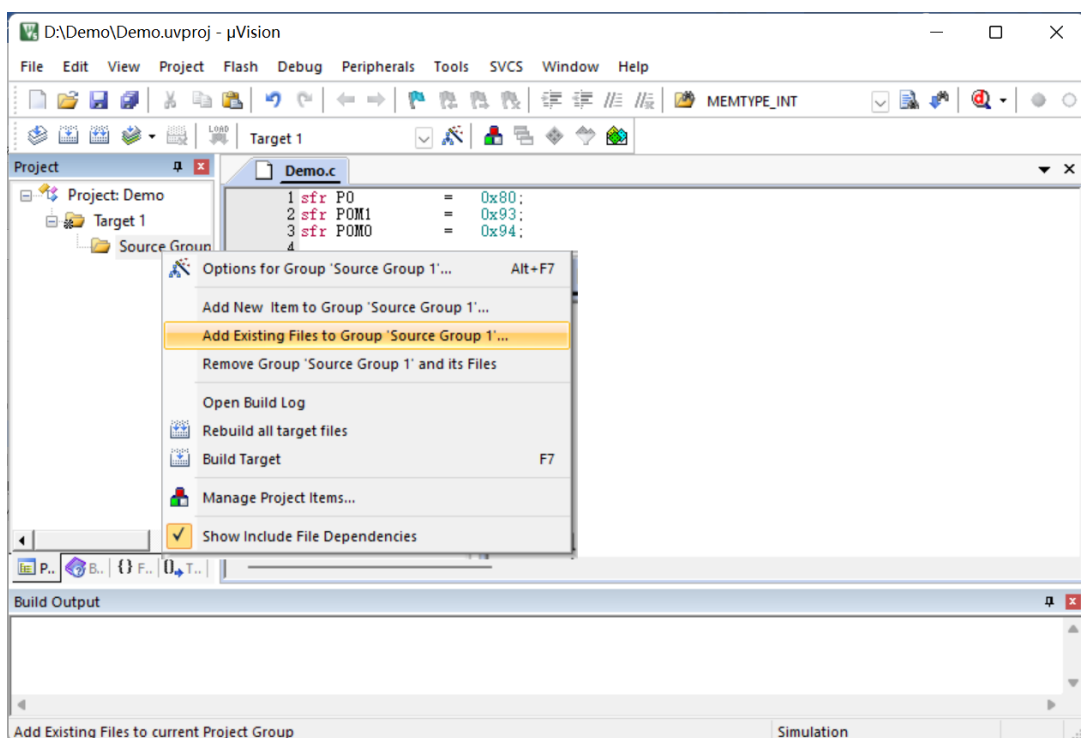 D:\Demo\Demo.uvproj - µVision
File Edit View Project Flash Debug Peripherals Tools SVCS Window Help
MEMTYPE_INT
LOAD Target 1
Project
Demo.c
Project: Demo
Target 1
Source Group
1 sfr P0 = 0x80;
2 sfr P0M1 = 0x93;
3 sfr P0M0 = 0x94;
4
Options for Group 'Source Group 1'... Alt+F7
Add New Item to Group 'Source Group 1'...
Add Existing Files to Group 'Source Group 1'...
Remove Group 'Source Group 1' and its Files
Open Build Log
Rebuild all target files
Build Target F7
Manage Project Items...
Show Include File Dependencies
P... B... {} F... T...
Build Output
Add Existing Files to current Project Group Simulation